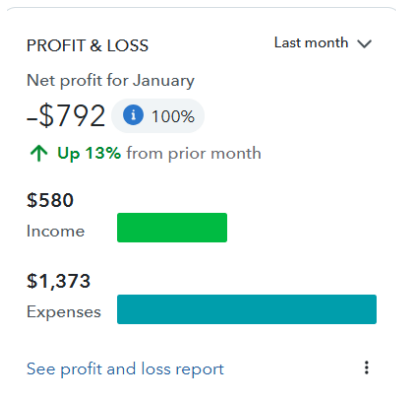 PROFIT & LOSS
Last month
Net profit for January
–$792 100%
Up 13% from prior month
$580
Income
$1,373
Expenses
See profit and loss report